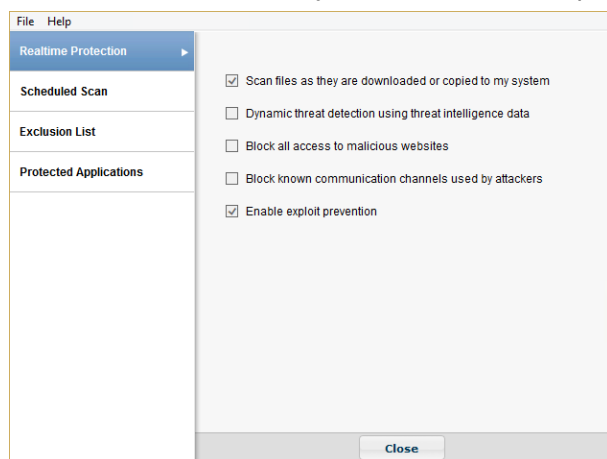 File Help
Realtime Protection
Scheduled Scan
Exclusion List
Protected Applications
Scan files as they are downloaded or copied to my system
Dynamic threat detection using threat intelligence data
Block all access to malicious websites
Block known communication channels used by attackers
Enable exploit prevention
Close